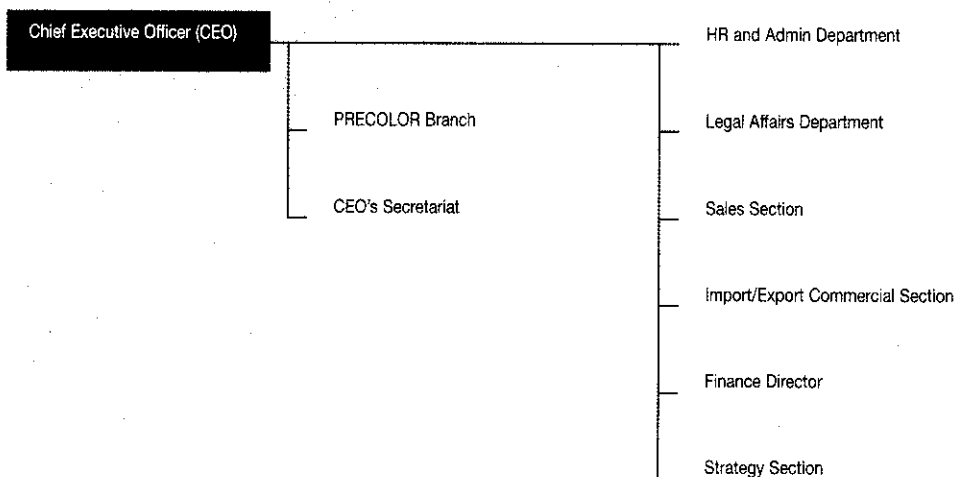 Chief Executive Officer (CEO)
HR and Admin Department
PRECOLOR Branch
Legal Affairs Department
CEO's Secretariat
Sales Section
Import/Export Commercial Section
Finance Director
Strategy Section